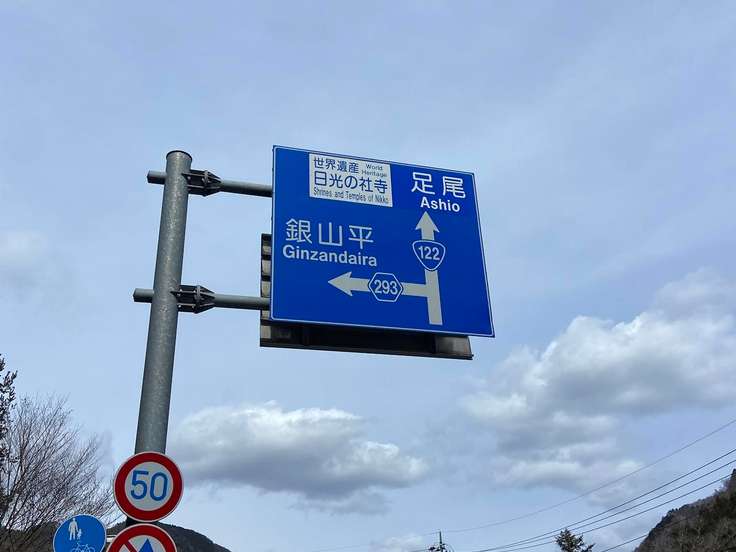 世界遺産 World Heritage
日光の社寺
Shrines and Temples of Nikko
足尾
Ashio
銀山平
Ginzandaira
122
293
50